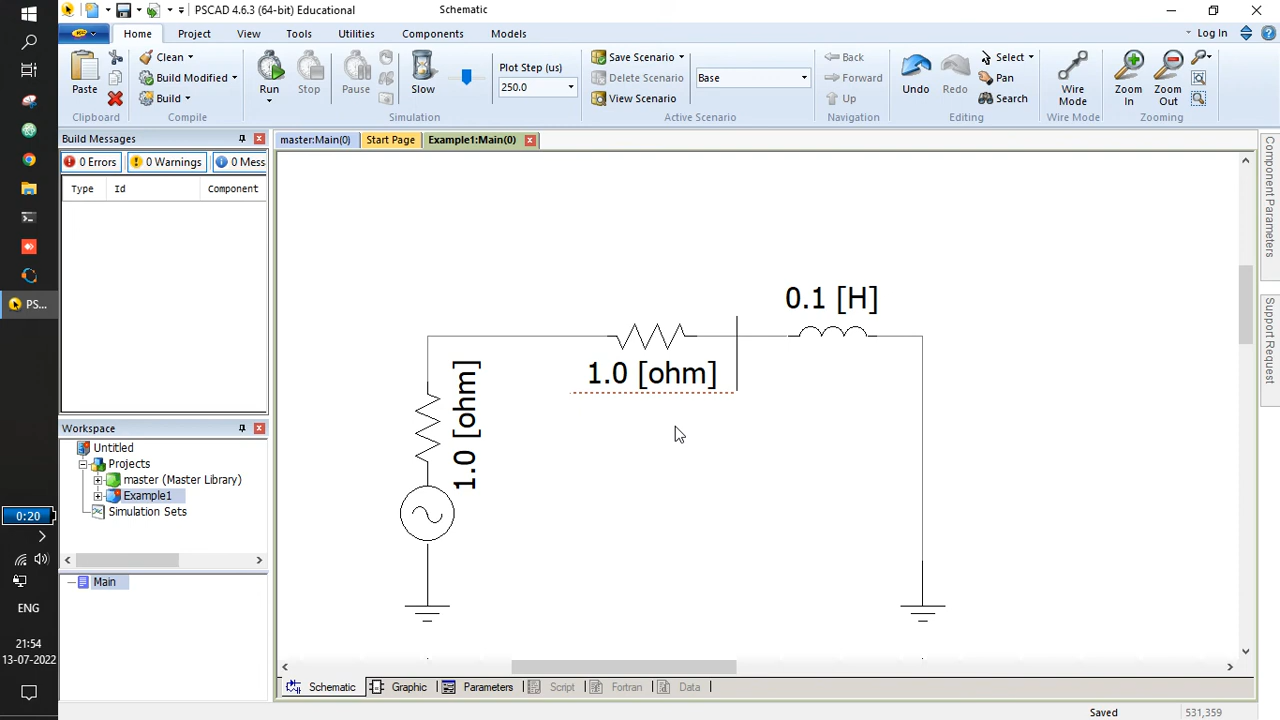 PSCAD 4.6.3 (64-bit) Educational
Schematic
Home
Project
View
Tools
Utilities
Components
Models
Log In
Paste
Clipboard
Clean
Build Modified
Build
Compile
Run
Stop
Pause
Slow
Plot Step (us)
250.0
Simulation
Save Scenario
Delete Scenario
View Scenario
Base
Active Scenario
Back
Forward
Up
Navigation
Undo
Redo
Select
Pan
Search
Editing
Wire Mode
Wire Mode
Zoom In
Zoom Out
Zooming
Build Messages
master:Main(0)
Start Page
Example1:Main(0)
0 Errors
0 Warnings
0 Mess
Type
Id
Component
Component Parameters
Support Request
0.1 [H]
1.0 [ohm]
1.0 [ohm]
Workspace
Untitled
Projects
master (Master Library)
Example1
Simulation Sets
Main
PS...
0:20
ENG
21:54
13-07-2022
Schematic
Graphic
Parameters
Script
Fortran
Data
Saved
531,359